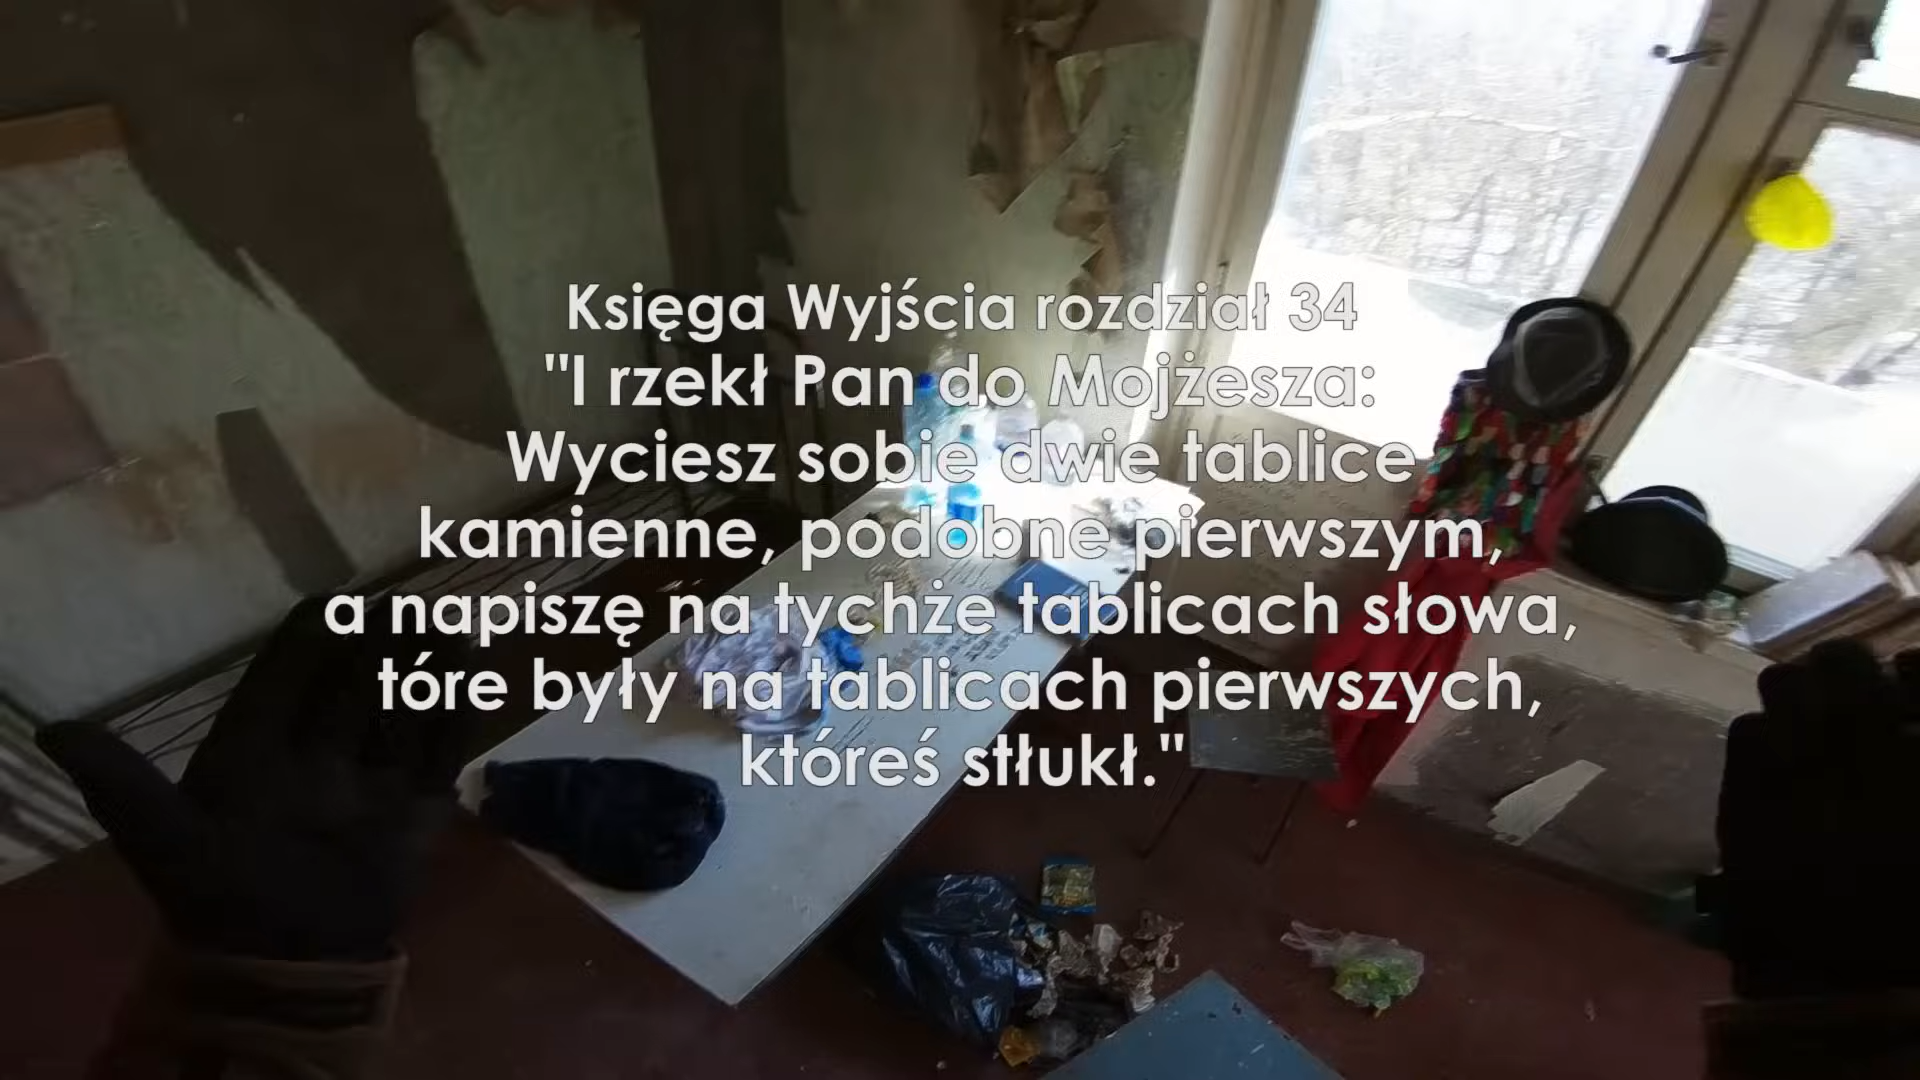 Księga Wyjścia rozdział 34
"I rzekł Pan do Mojżesza:
Wyciesz sobie dwie tablice
kamienne, podobne pierwszym,
a napiszę na tychże tablicach słowa,
tóre były na tablicach pierwszych,
któreś stłukł."